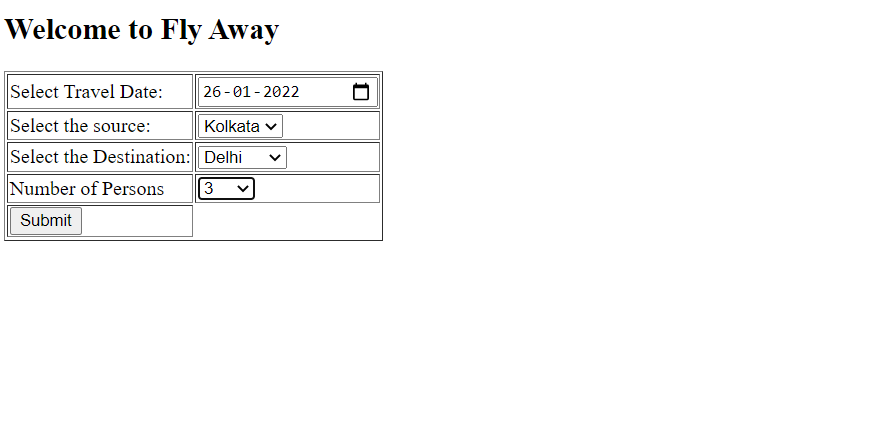 Welcome to Fly Away
Select Travel Date: 26-01-2022
Select the source: Kolkata
Select the Destination: Delhi
Number of Persons 3
Submit